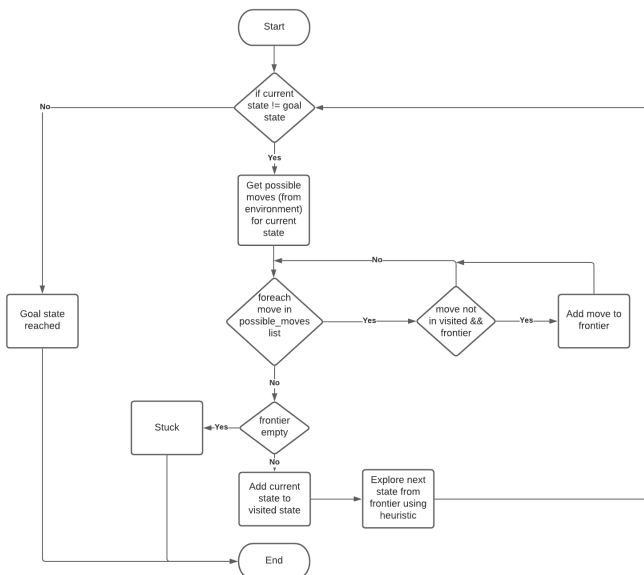 Start
if current
state != goal
state
No
Yes
Get possible
moves (from
environment)
for current
state
No
foreach
move in
possible_moves
list
Yes
move not
in visited &&
frontier
Yes
Add move to
frontier
Goal state
reached
No
frontier
empty
Yes
Stuck
No
Add current
state to
visited state
Explore next
state from
frontier using
heuristic
End